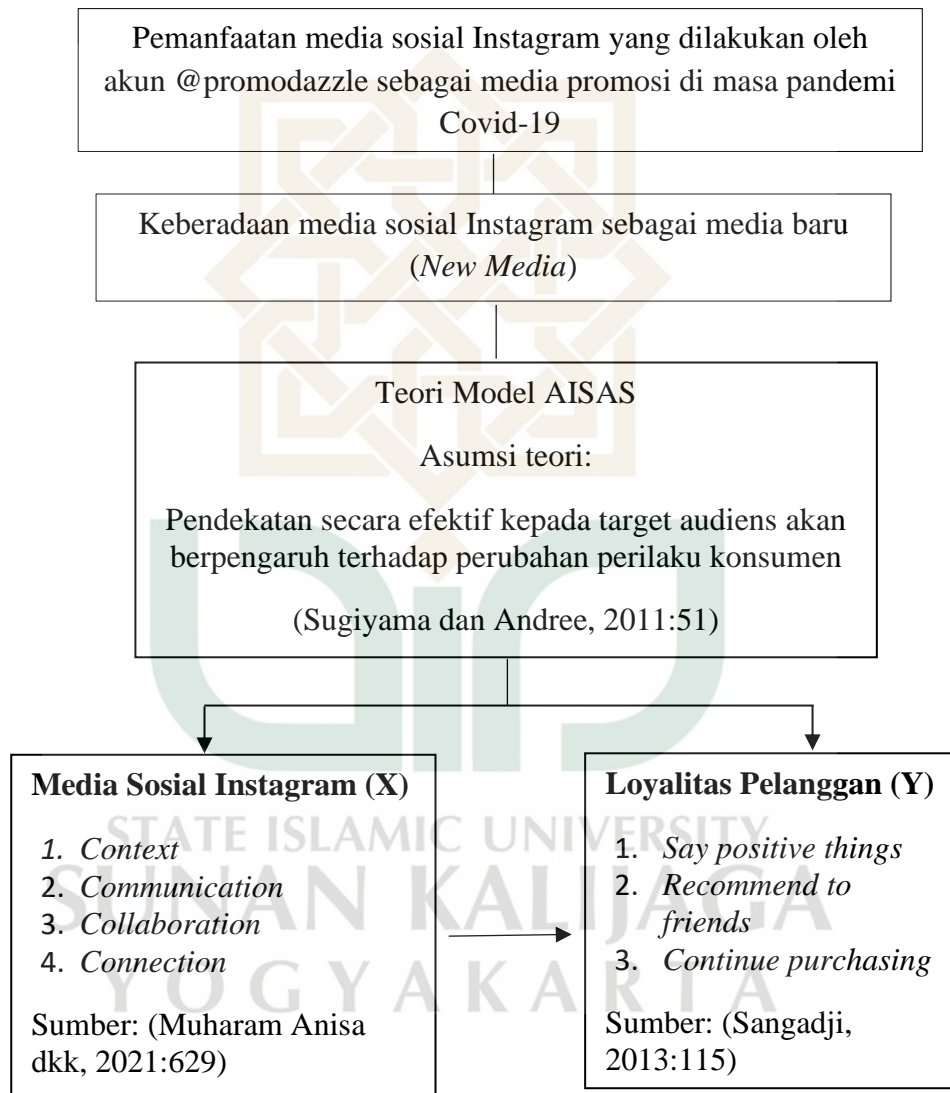 Pemanfaatan media sosial Instagram yang dilakukan oleh
akun @promodazzle sebagai media promosi di masa pandemi
Covid-19
Keberadaan media sosial Instagram sebagai media baru
(New Media)
Teori Model AISAS
Asumsi teori:
Pendekatan secara efektif kepada target audiens akan
berpengaruh terhadap perubahan perilaku konsumen
(Sugiyama dan Andree, 2011:51)
Media Sosial Instagram (X)
1. Context
2. Communication
3. Collaboration
4. Connection
Sumber: (Muharam Anisa
dkk, 2021:629)
Loyalitas Pelanggan (Y)
1. Say positive things
2. Recommend to
friends
3. Continue purchasing
Sumber: (Sangadji,
2013:115)
STATE ISLAMIC UNIVERSITY
SUNAN KALIJAGA
YOGYAKARTA